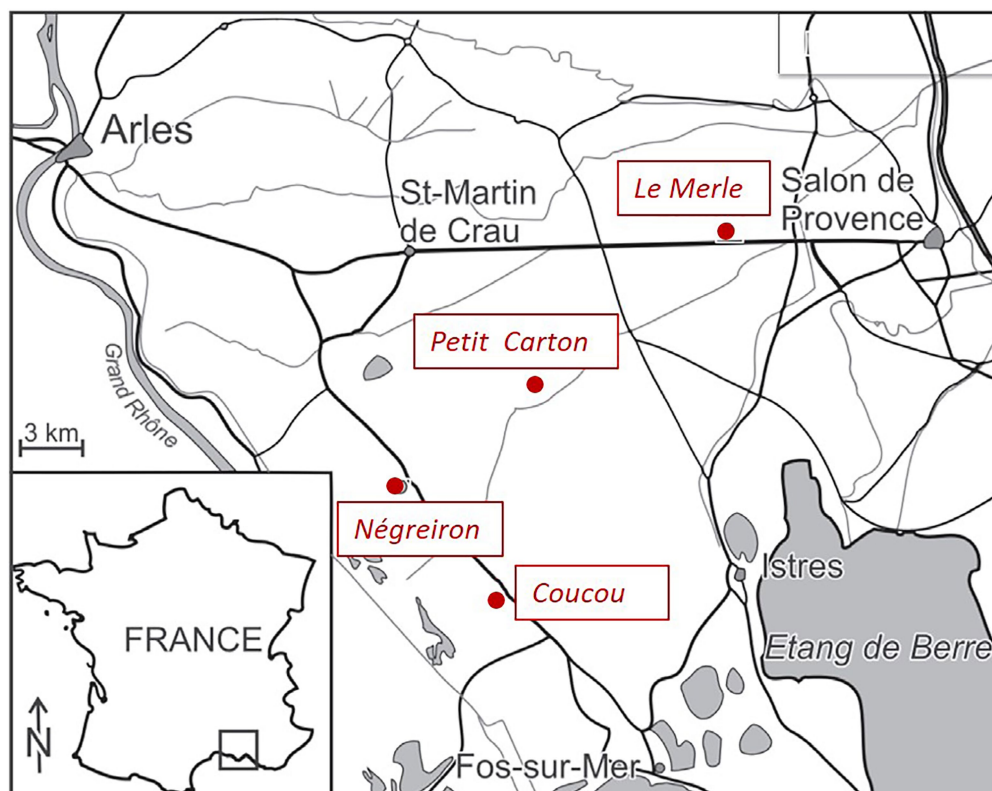 Arles
St-Martin
de Crau
Le Merle
Salon de
Provence
Petit Carton
Grand Rhône
3 km
Négreiron
Coucou
Istres
FRANCE
Etang de Berre
N
Fos-sur-Mer